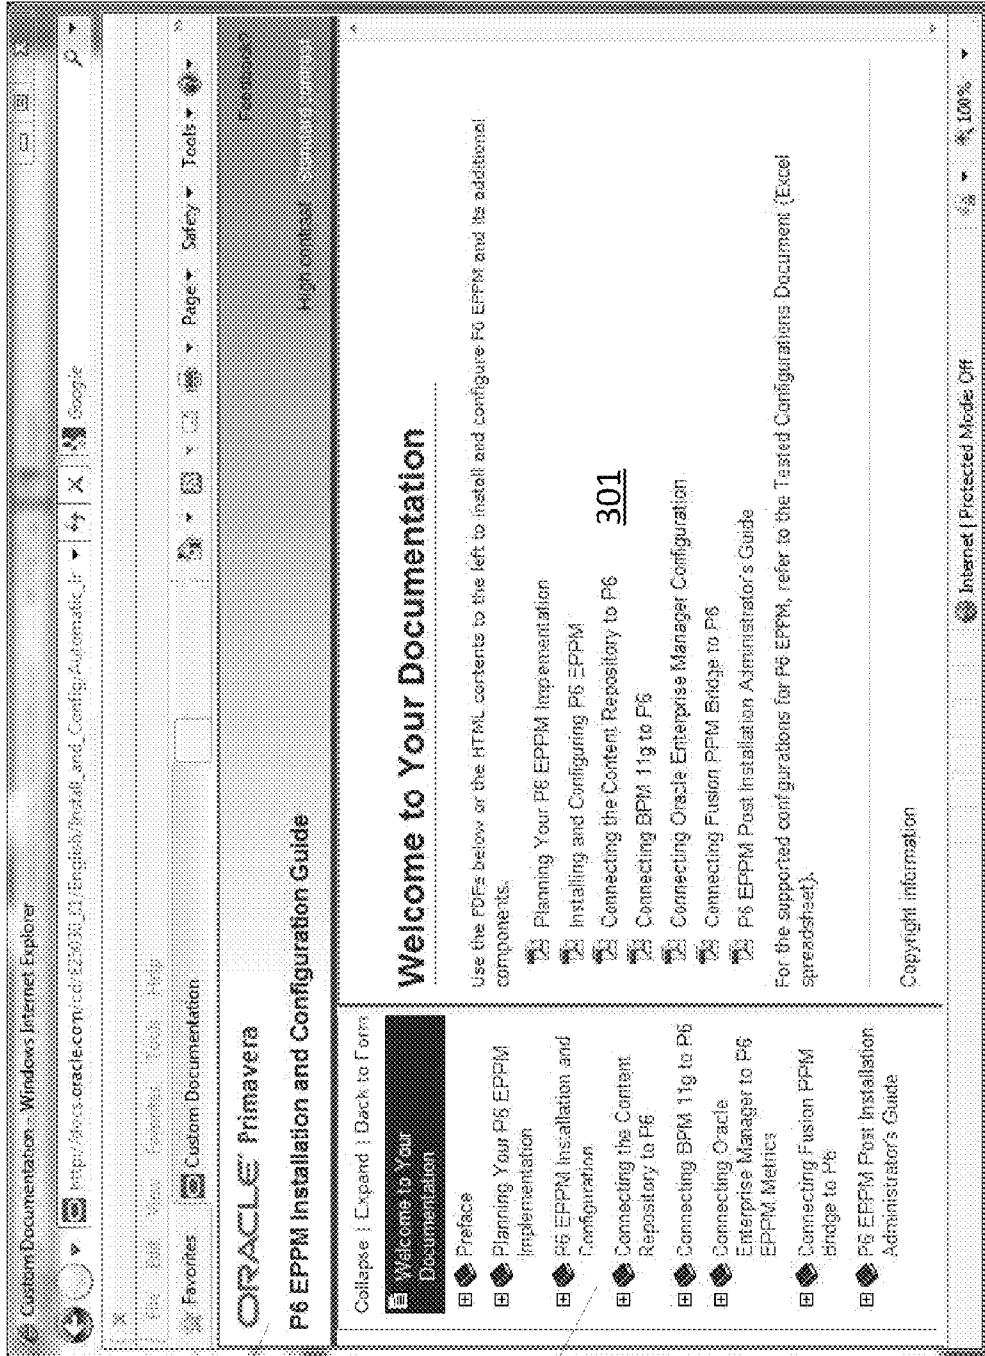 Custom Documentation - Windows Internet Explorer
Google
File Edit View Favorites Tools Help
Favorites Custom Documentation
Page Safety Tools
ORACLE Primavera
P6 EPPM Installation and Configuration Guide
High contrast
Collapse | Expand | Back to Form
Welcome to Your
Documentation
Preface
Planning Your P6 EPPM
Implementation
P6 EPPM Installation and
Configuration
Connecting the Content
Repository to P6
Connecting BPM 11g to P6
Connecting Oracle
Enterprise Manager to P6
EPPM Metrics
Connecting Fusion PPM
Bridge to P6
P6 EPPM Post Installation
Administrator's Guide
Welcome to Your Documentation
Use the PDFs below or the HTML contents to the left to install and configure P6 EPPM and its additional
components.
Planning Your P6 EPPM Impementation
Installing and Configuring P6 EPPM
Connecting the Content Repository to P6
301
Connecting BPM 11g to P6
Connecting Oracle Enterprise Manager Configuration
Connecting Fusion PPM Bridge to P6
P6 EPPM Post Installation Administrator's Guide
For the supported configurations for P6 EPPM, refer to the Tested Configurations Document (Excel
spreadsheet).
Copyright information
Internet | Protected Mode: Off
100%